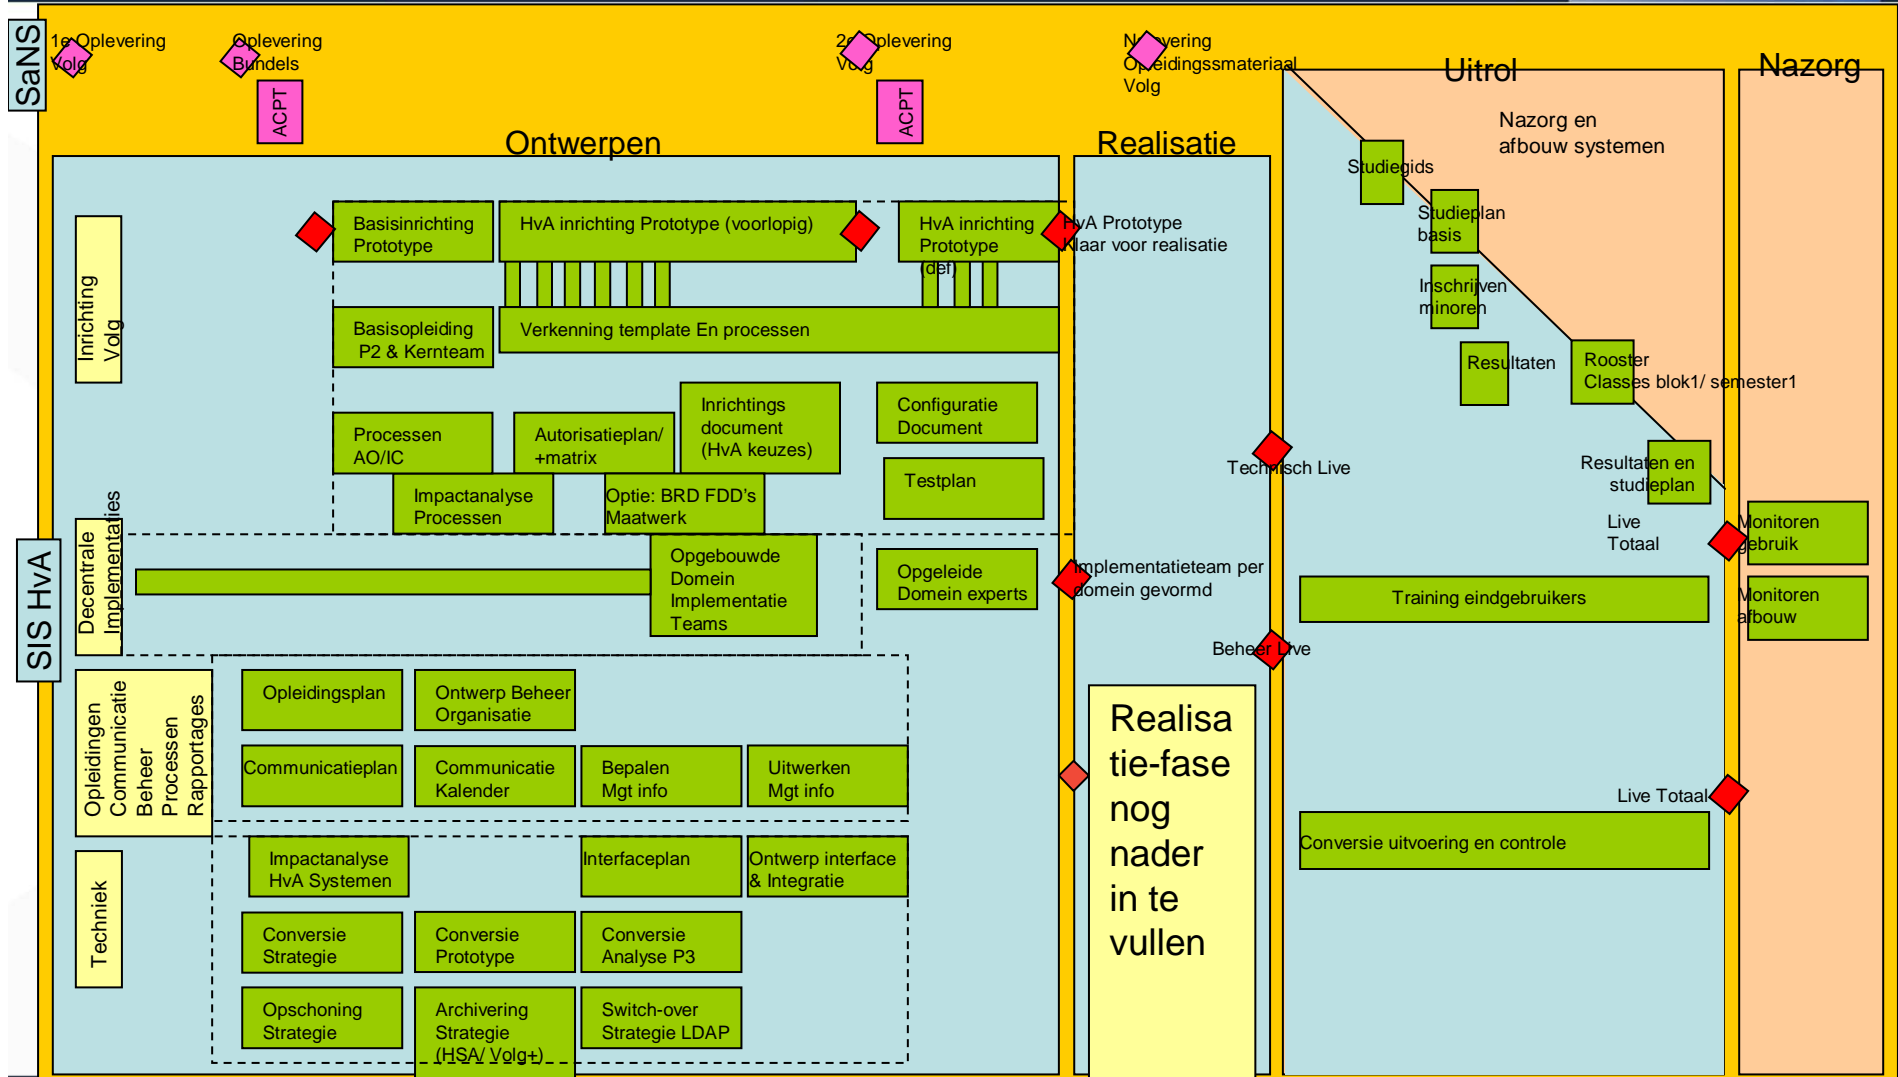 SaNS
1e Oplevering
Volg
Oplevering
Bundels
ACPT
2e Oplevering
Volg
ACPT
Nalevering
Opleidingssmateriaal
Volg
Ontwerpen
Realisatie
Uitrol
Nazorg
Nazorg en
afbouw systemen
SIS HvA
Inrichting
Volg
Basisinrichting
Prototype
HvA inrichting Prototype (voorlopig)
HvA inrichting
Prototype
(def)
HvA Prototype
Klaar voor realisatie
Basisopleiding
P2 & Kernteam
Verkenning template En processen
Processen
AO/IC
Autorisatieplan/
+matrix
Inrichtings
document
(HvA keuzes)
Configuratie
Document
Impactanalyse
Processen
Optie: BRD FDD's
Maatwerk
Testplan
Decentrale
Implementaties
Opgebouwde
Domein
Implementatie
Teams
Opgeleide
Domein experts
Implementatieteam per
domein gevormd
Opleidingen
Communicatie
Beheer
Processen
Rapportages
Opleidingsplan
Ontwerp Beheer
Organisatie
Communicatieplan
Communicatie
Kalender
Bepalen
Mgt info
Uitwerken
Mgt info
Techniek
Impactanalyse
HvA Systemen
Interfaceplan
Ontwerp interface
& Integratie
Conversie
Strategie
Conversie
Prototype
Conversie
Analyse P3
Opschoning
Strategie
Archivering
Strategie
(HSA/ Volg+)
Switch-over
Strategie LDAP
Technisch Live
Beheer Live
Realisa
tie-fase
nog
nader
in te
vullen
Studiegids
Studieplan
basis
Inschrijven
minoren
Resultaten
Rooster
Classes blok1/ semester1
Resultaten en
studieplan
Live
Totaal
Training eindgebruikers
Live Totaal
Conversie uitvoering en controle
Monitoren
gebruik
Monitoren
afbouw